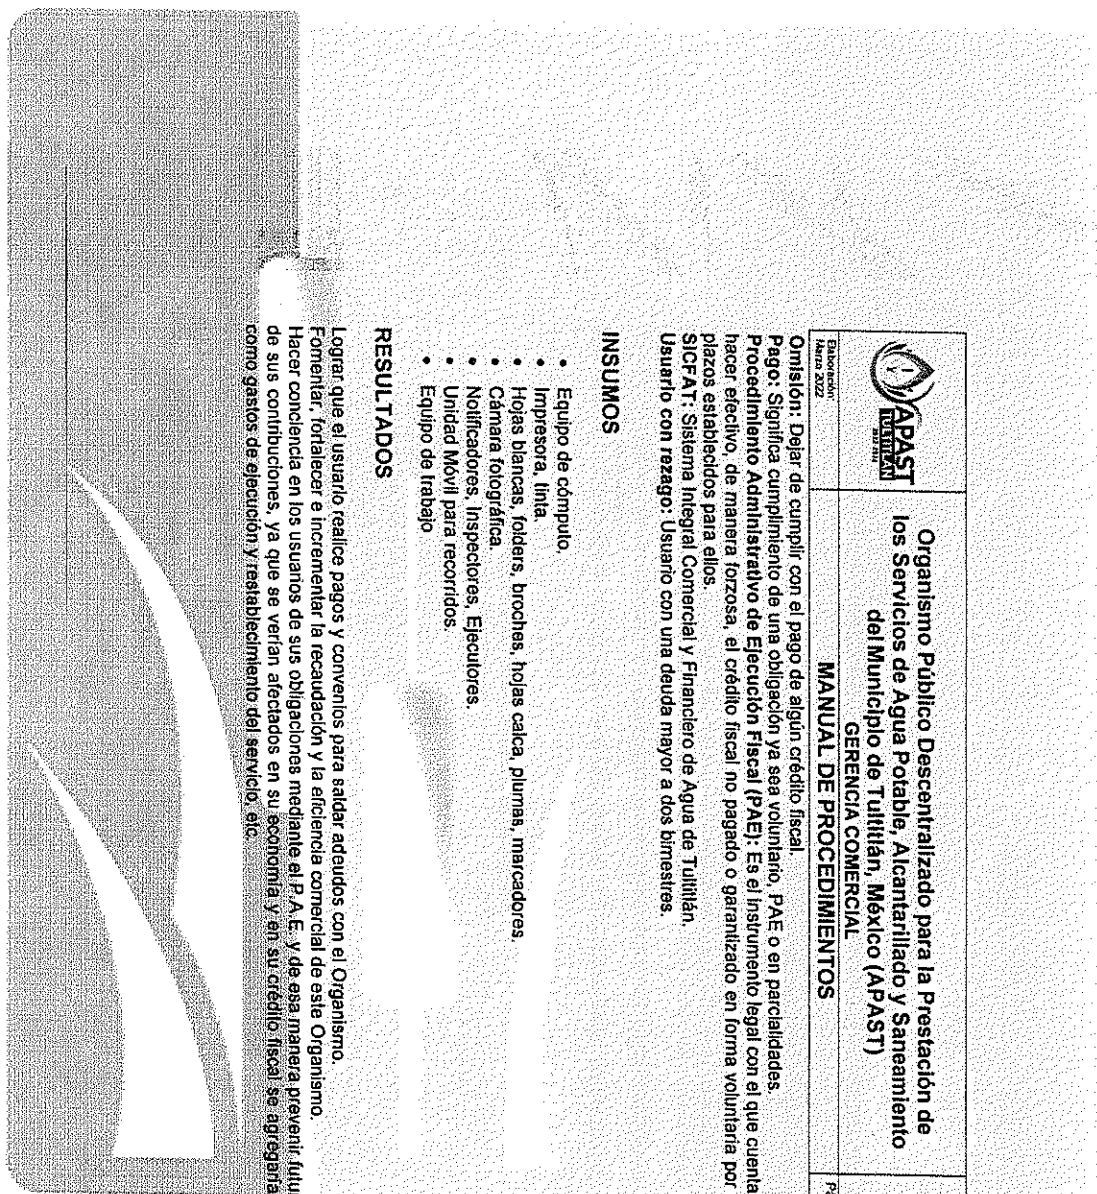 APAST
TULTITLÁN
2022-2024
Organismo Público Descentralizado para la Prestación de
los Servicios de Agua Potable, Alcantarillado y Saneamiento
del Municipio de Tultitlán, México (APAST)
GERENCIA COMERCIAL
Elaboración:
Marzo 2022
MANUAL DE PROCEDIMIENTOS
Omisión: Dejar de cumplir con el pago de algún crédito fiscal.
Pago: Significa cumplimiento de una obligación ya sea voluntario, PAE o en parcialidades.
Procedimiento Administrativo de Ejecución Fiscal (PAE): Es el instrumento legal con el que cuenta
hacer efectivo, de manera forzosa, el crédito fiscal no pagado o garantizado en forma voluntaria por
plazos establecidos para ellos.
SICFAT: Sistema Integral Comercial y Financiero de Agua de Tultitlán.
Usuario con rezago: Usuario con una deuda mayor a dos bimestres.
INSUMOS
• Equipo de cómputo.
• Impresora, tinta.
• Hojas blancas, folders, broches, hojas calca, plumas, marcadores.
• Cámara fotográfica.
• Notificadores, Inspectores, Ejecutores.
• Unidad Móvil para recorridos.
• Equipo de trabajo
RESULTADOS
Lograr que el usuario realice pagos y convenios para saldar adeudos con el Organismo.
Fomentar, fortalecer e incrementar la recaudación y la eficiencia comercial de este Organismo.
Hacer conciencia en los usuarios de sus obligaciones mediante el P.A.E. y de esa manera prevenir futu
de sus contribuciones, ya que se verían afectados en su economía y en su crédito fiscal se agregaría
como gastos de ejecución y restablecimiento del servicio, etc.